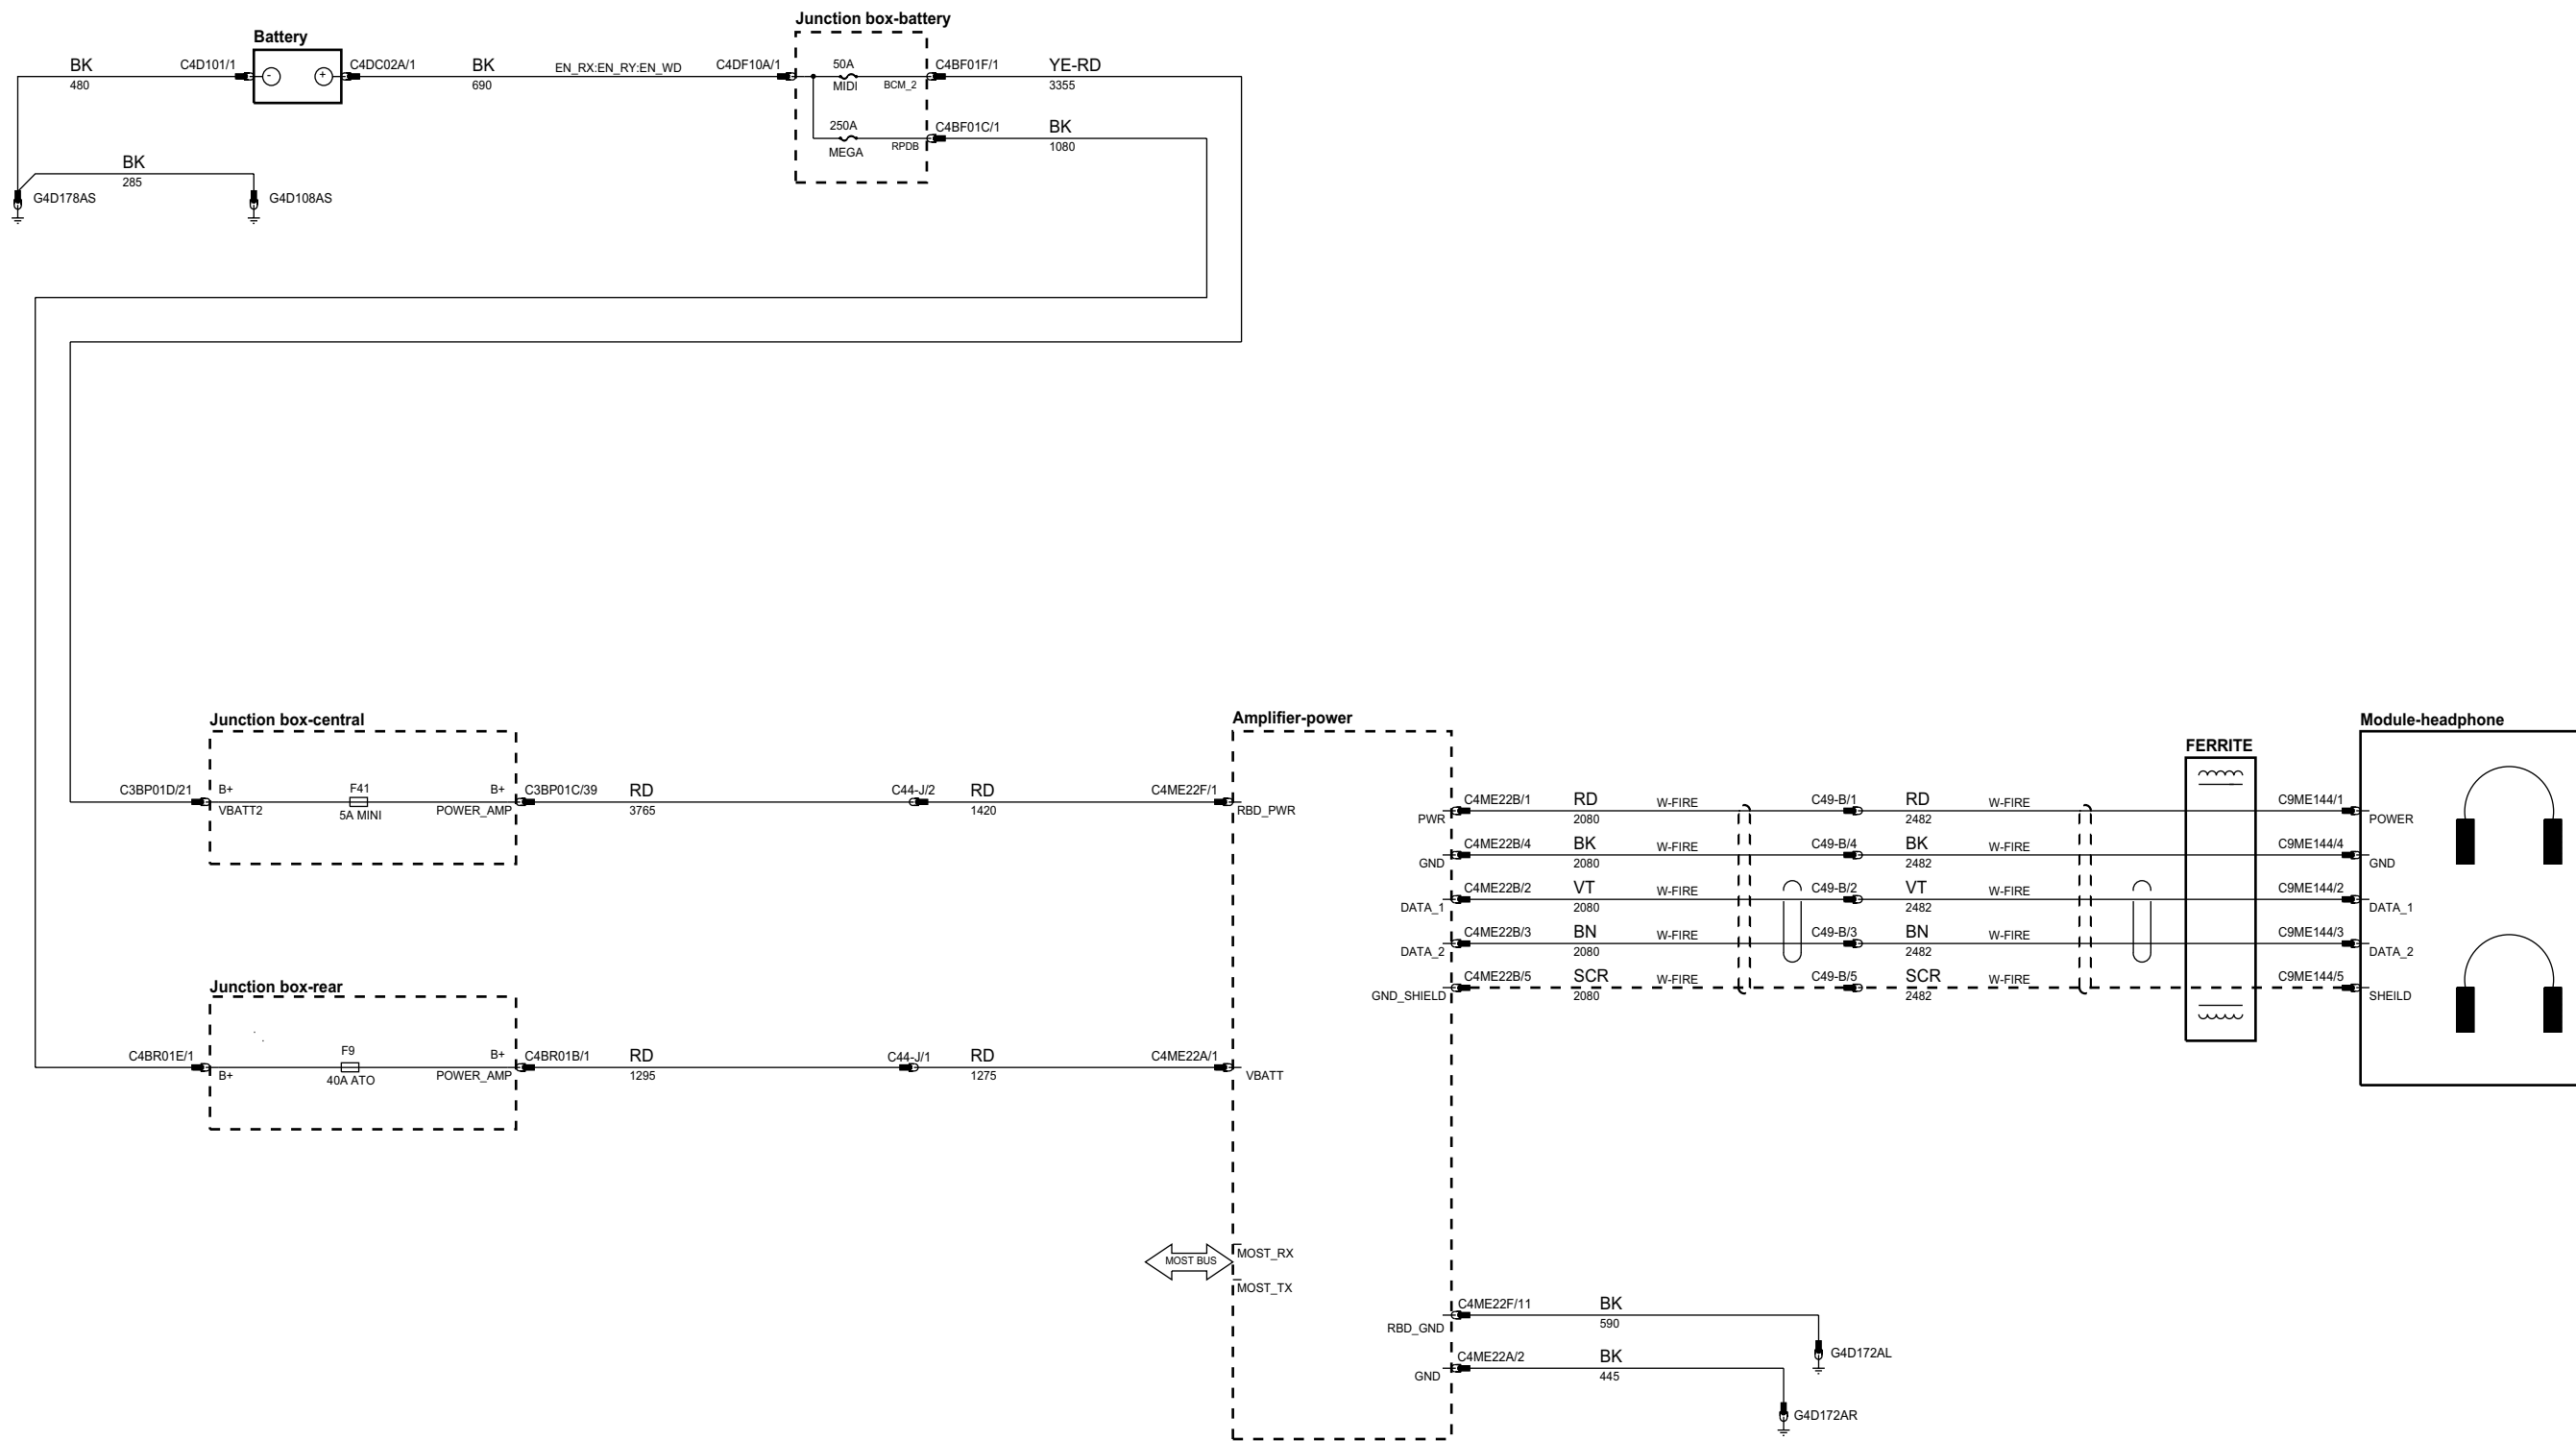 Junction box-battery
Battery
BK
480
C4D101/1
-
+
C4DC02A/1
BK
690
EN_RX:EN_RY:EN_WD
C4DF10A/1
50A
MIDI
BCM_2
C4BF01F/1
YE-RD
3355
250A
MEGA
RPDB
C4BF01C/1
BK
1080
BK
285
G4D178AS
G4D108AS
Junction box-central
C3BP01D/21
B+
VBATT2
F41
5A MINI
B+
POWER_AMP
C3BP01C/39
RD
3765
C44-J/2
RD
1420
C4ME22F/1
Amplifier-power
RBD_PWR
Junction box-rear
C4BR01E/1
B+
F9
40A ATO
B+
POWER_AMP
C4BR01B/1
RD
1295
C44-J/1
RD
1275
C4ME22A/1
VBATT
MOST BUS
MOST_RX
MOST_TX
PWR
C4ME22B/1
RD
2080
W-FIRE
C49-B/1
RD
2482
W-FIRE
FERRITE
C9ME144/1
Module-headphone
POWER
GND
C4ME22B/4
BK
2080
W-FIRE
C49-B/4
BK
2482
W-FIRE
C9ME144/4
GND
DATA_1
C4ME22B/2
VT
2080
W-FIRE
C49-B/2
VT
2482
W-FIRE
C9ME144/2
DATA_1
DATA_2
C4ME22B/3
BN
2080
W-FIRE
C49-B/3
BN
2482
W-FIRE
C9ME144/3
DATA_2
GND_SHIELD
C4ME22B/5
SCR
2080
W-FIRE
C49-B/5
SCR
2482
W-FIRE
C9ME144/5
SHEILD
RBD_GND
C4ME22F/11
BK
590
G4D172AL
GND
C4ME22A/2
BK
445
G4D172AR